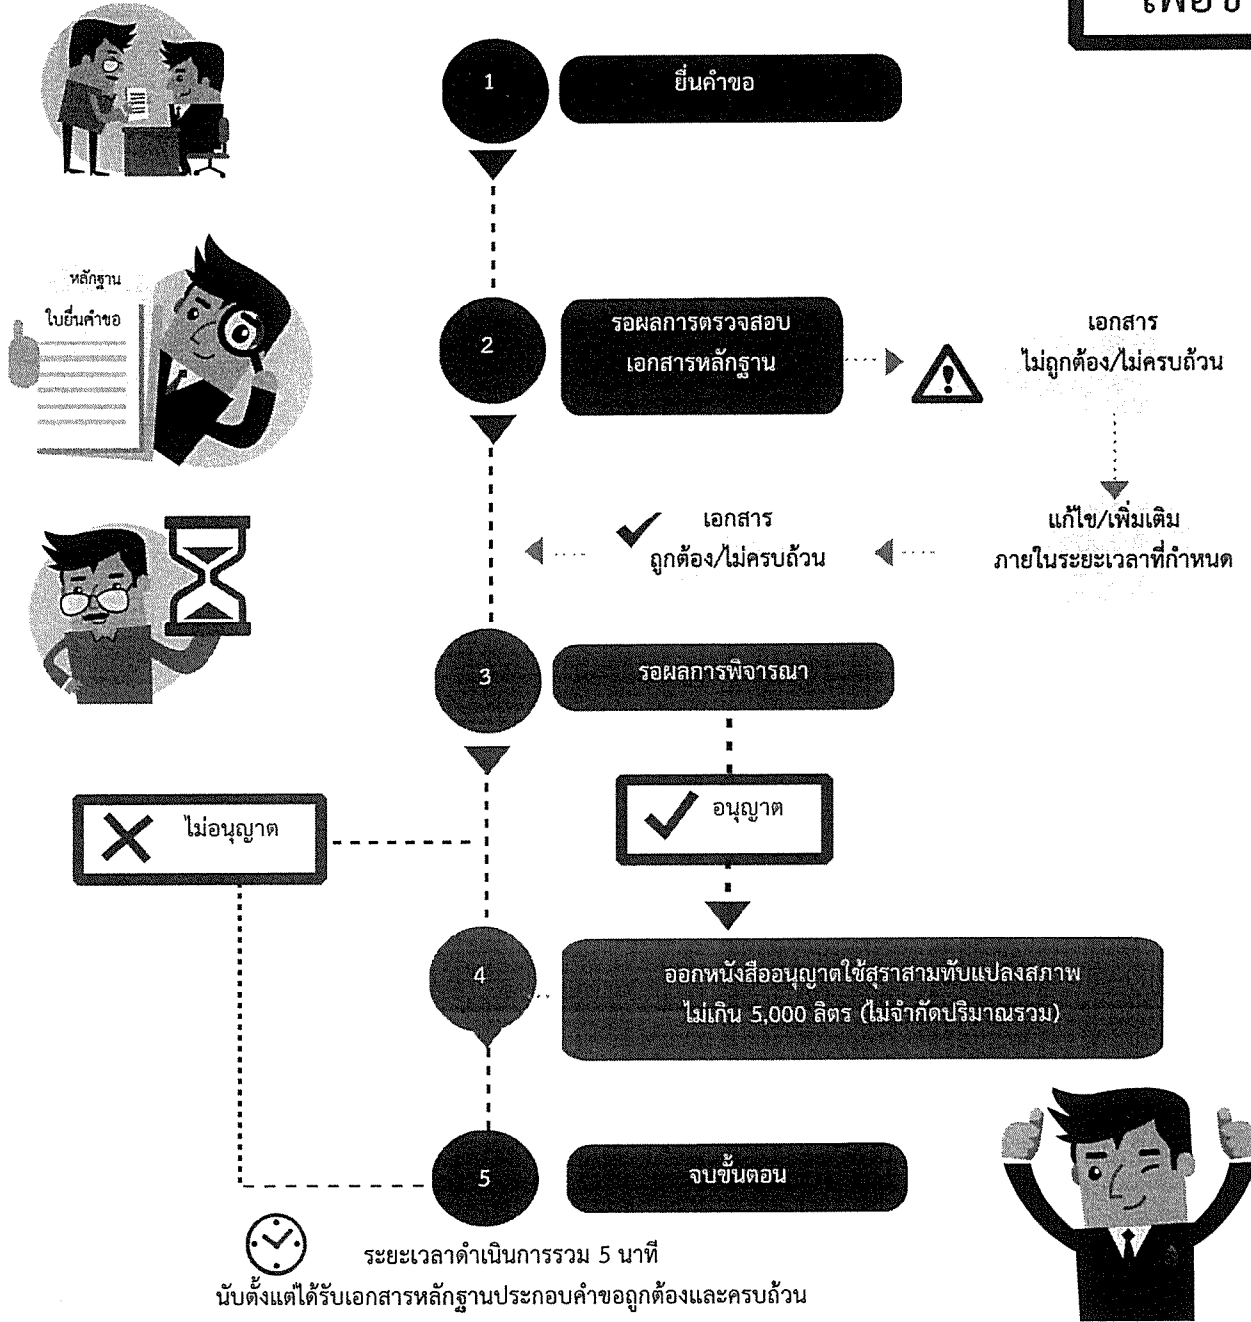 1
ยื่นคำขอ
หลักฐาน
ใบยื่นคำขอ
2
รอผลการตรวจสอบ
เอกสารหลักฐาน
เอกสาร
ไม่ถูกต้อง/ไม่ครบถ้วน
แก้ไข/เพิ่มเติม
ภายในระยะเวลาที่กำหนด
เอกสาร
ถูกต้อง/ไม่ครบถ้วน
3
รอผลการพิจารณา
ไม่อนุญาต
อนุญาต
4
ออกหนังสืออนุญาตใช้สุราสามทับแปลงสภาพ
ไม่เกิน 5,000 ลิตร (ไม่จำกัดปริมาณรวม)
5
จบขั้นตอน
ระยะเวลาดำเนินการรวม 5 นาที
นับตั้งแต่ได้รับเอกสารหลักฐานประกอบคำขอถูกต้องและครบถ้วน